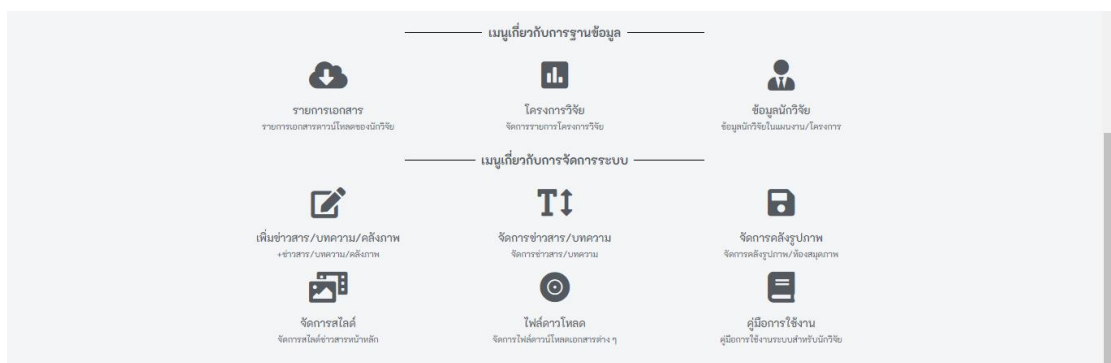 เมนูเกี่ยวกับการฐานข้อมูล
รายการเอกสาร
รายการเอกสารดาวน์โหลดของนักวิจัย
โครงการวิจัย
จัดการรายการโครงการวิจัย
ข้อมูลนักวิจัย
ข้อมูลนักวิจัยในแผนงาน/โครงการ
เมนูเกี่ยวกับการจัดการระบบ
เพิ่มข่าวสาร/บทความ/คลังภาพ
+ข่าวสาร/บทความ/คลังภาพ
จัดการข่าวสาร/บทความ
จัดการข่าวสาร/บทความ
จัดการคลังรูปภาพ
จัดการคลังรูปภาพ/ห้องสมุดภาพ
จัดการสไลด์
จัดการสไลด์ข่าวสารหน้าหลัก
ไฟล์ดาวโหลด
จัดการไฟล์ดาวน์โหลดเอกสารต่าง ๆ
คู่มือการใช้งาน
คู่มือการใช้งานระบบสำหรับนักวิจัย